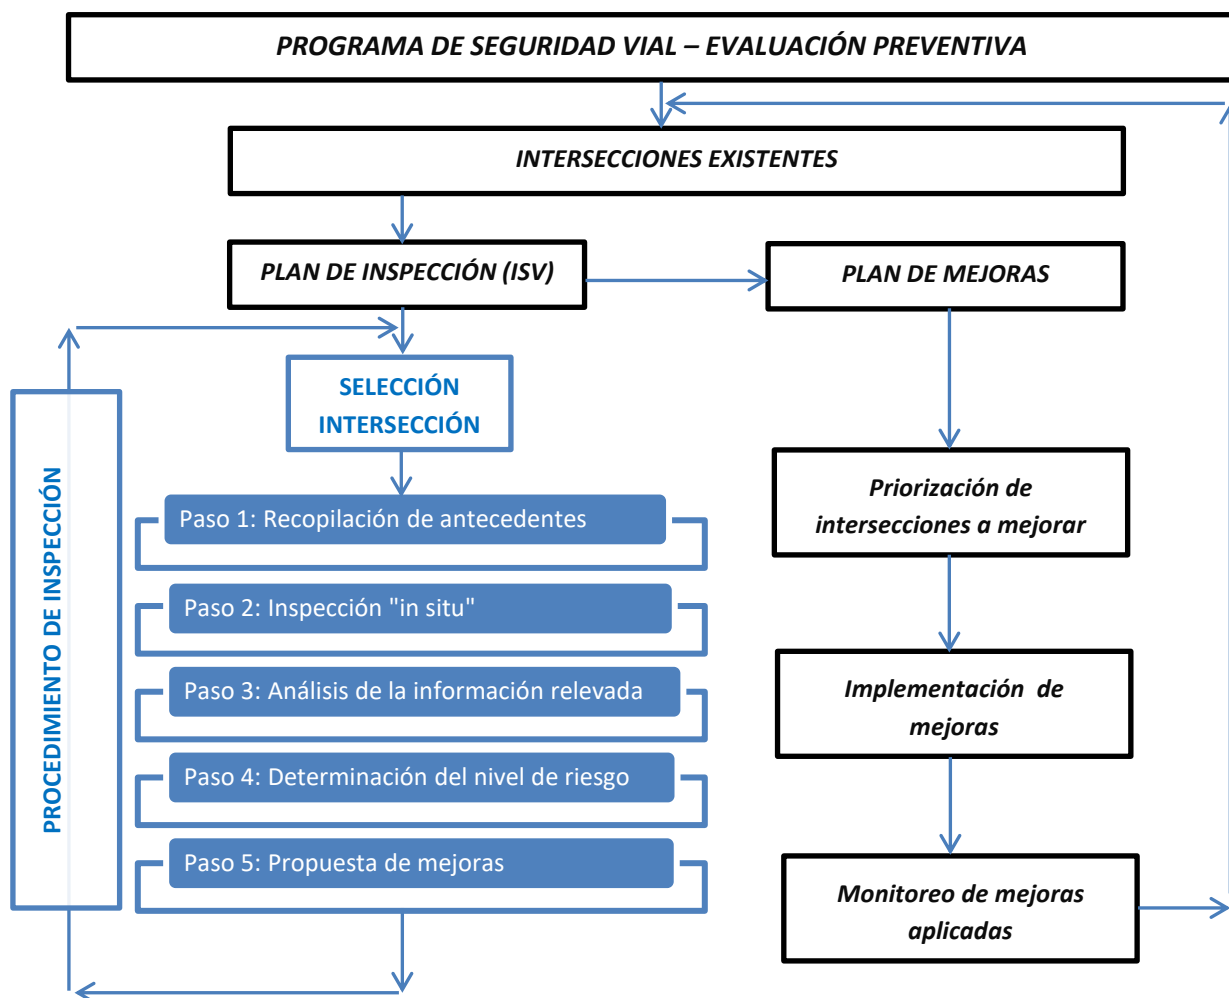 PROGRAMA DE SEGURIDAD VIAL – EVALUACIÓN PREVENTIVA
INTERSECCIONES EXISTENTES
PLAN DE INSPECCIÓN (ISV)
PLAN DE MEJORAS
SELECCIÓN
INTERSECCIÓN
PROCEDIMIENTO DE INSPECCIÓN
Paso 1: Recopilación de antecedentes
Paso 2: Inspección "in situ"
Paso 3: Análisis de la información relevada
Paso 4: Determinación del nivel de riesgo
Paso 5: Propuesta de mejoras
Priorización de
intersecciones a mejorar
Implementación de
mejoras
Monitoreo de mejoras
aplicadas